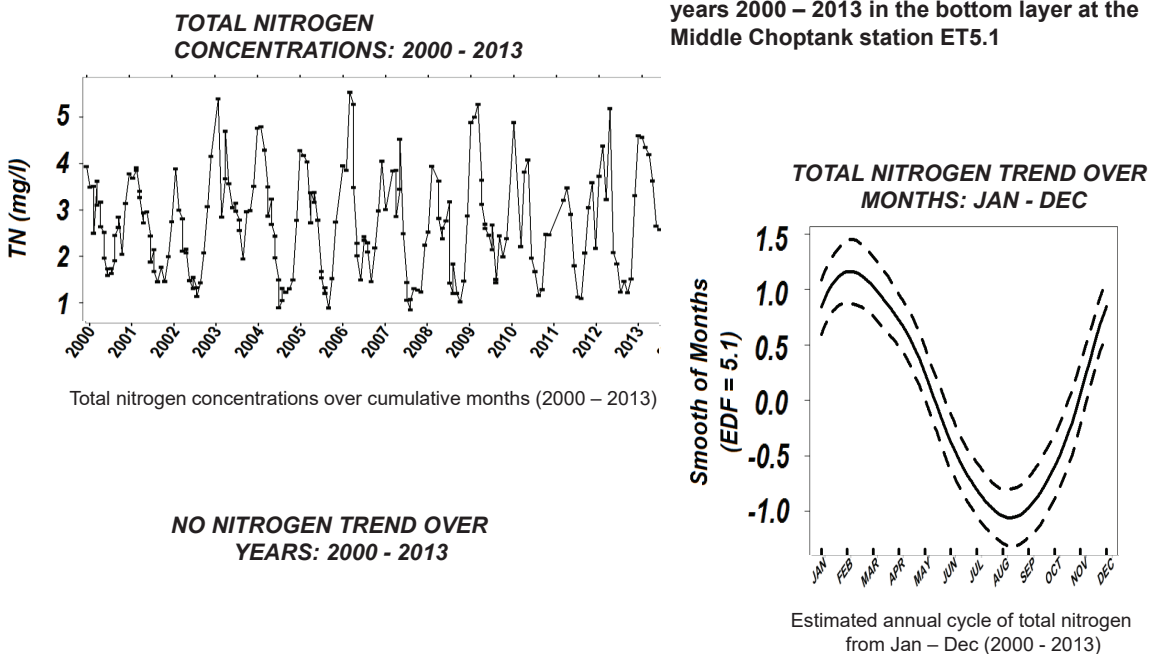 years 2000 – 2013 in the bottom layer at the
Middle Choptank station ET5.1
TOTAL NITROGEN
CONCENTRATIONS: 2000 - 2013
TN (mg/l)
5
4
3
2
1
2000 2001 2002 2003 2004 2005 2006 2007 2008 2009 2010 2011 2012 2013
Total nitrogen concentrations over cumulative months (2000 – 2013)
NO NITROGEN TREND OVER
YEARS: 2000 - 2013
TOTAL NITROGEN TREND OVER
MONTHS: JAN - DEC
Smooth of Months
(EDF = 5.1)
1.5
1.0
0.5
0.0
-0.5
-1.0
JAN FEB MAR APR MAY JUN JUL AUG SEP OCT NOV DEC
Estimated annual cycle of total nitrogen
from Jan – Dec (2000 - 2013)